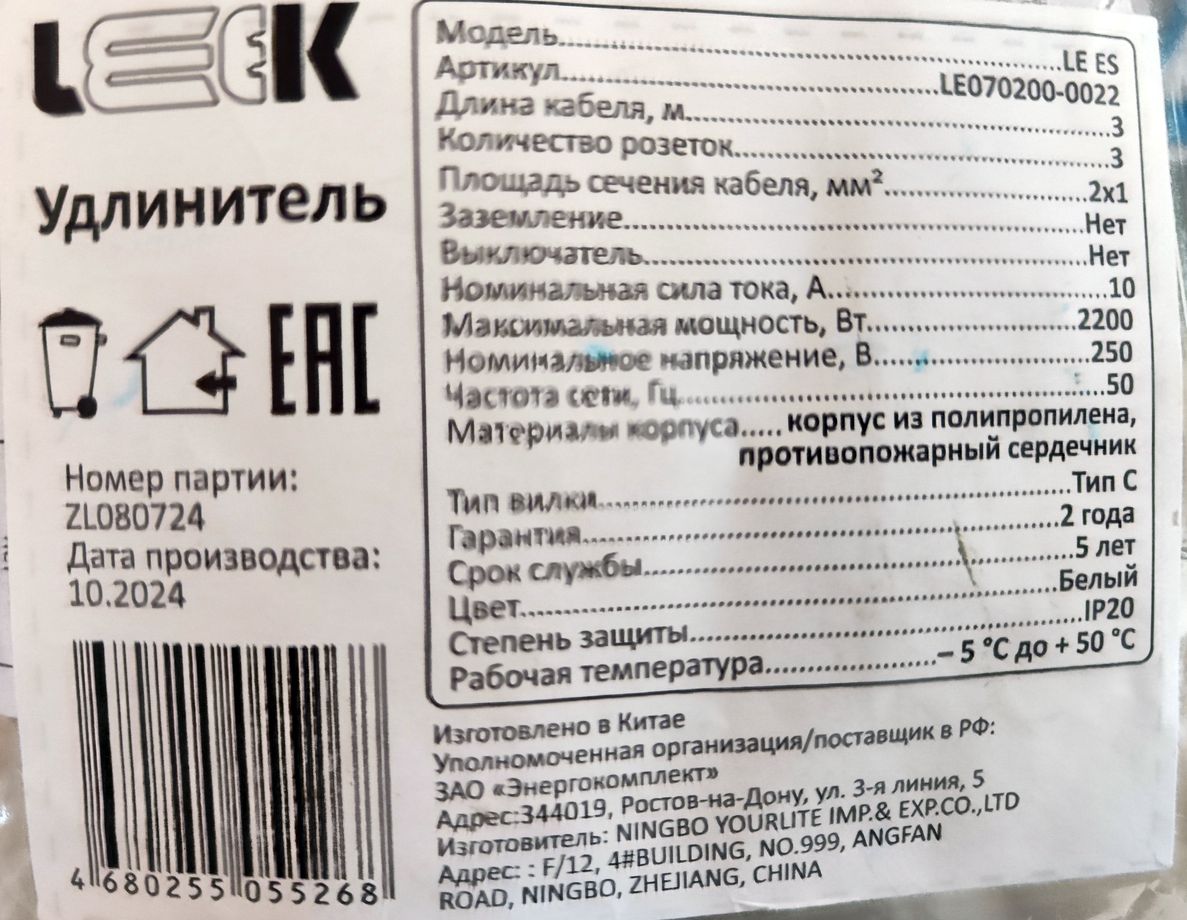 LEEK
Удлинитель
EAC
Номер партии:
ZL080724
Дата производства:
10.2024
4 680255 055268
Модель..........LE ES
Артикул..........LE070200-0022
Длина кабеля, м..........3
Количество розеток..........3
Площадь сечения кабеля, мм²..........2x1
Заземление..........Нет
Выключатель..........Нет
Номинальная сила тока, А..........10
Максимальная мощность, Вт..........2200
Номинальное напряжение, В..........250
Частота сети, Гц..........50
Материалы корпуса.....корпус из полипропилена,
противопожарный сердечник
Тип вилки..........Тип С
Гарантия..........2 года
Срок службы..........5 лет
Цвет..........Белый
Степень защиты..........IP20
Рабочая температура..........– 5 °C до + 50 °C
Изготовлено в Китае
Уполномоченная организация/поставщик в РФ:
ЗАО «Энергокомплект»
Адрес:344019, Ростов-на-Дону, ул. 3-я линия, 5
Изготовитель: NINGBO YOURLITE IMP.& EXP.CO.,LTD
Адрес: : F/12, 4#BUILDING, NO.999, ANGFAN
ROAD, NINGBO, ZHEJIANG, CHINA